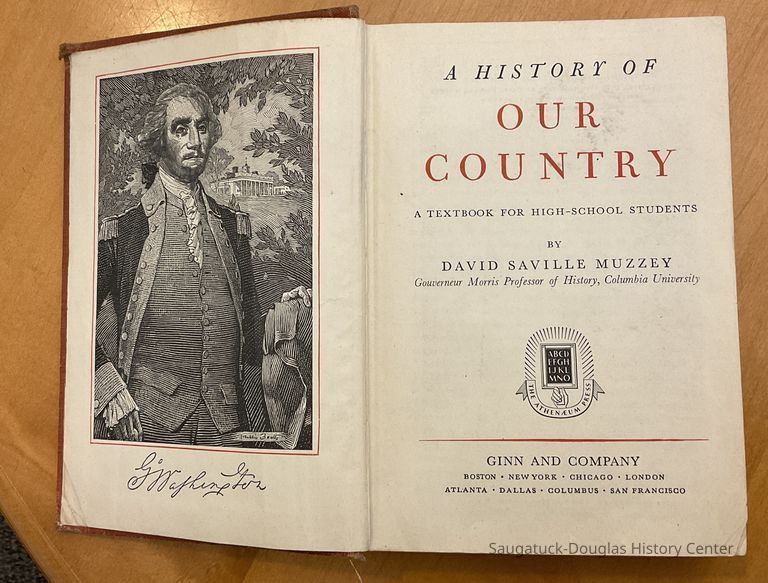 G Washington
A HISTORY OF
OUR
COUNTRY
A TEXTBOOK FOR HIGH-SCHOOL STUDENTS
BY
DAVID SAVILLE MUZZEY
Gouverneur Morris Professor of History, Columbia University
ABCD
EFGH
IJKL
MNO
THE ATHENÆUM PRESS
GINN AND COMPANY
BOSTON · NEW YORK · CHICAGO · LONDON
ATLANTA · DALLAS · COLUMBUS · SAN FRANCISCO
Saugatuck-Douglas History Center